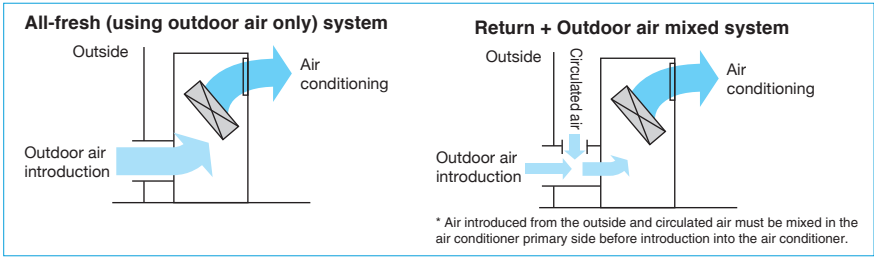 All-fresh (using outdoor air only) system
Outside
Air
conditioning
Outdoor air
introduction
Return + Outdoor air mixed system
Outside
Circulated air
Air
conditioning
Outdoor air
introduction
* Air introduced from the outside and circulated air must be mixed in the
air conditioner primary side before introduction into the air conditioner.